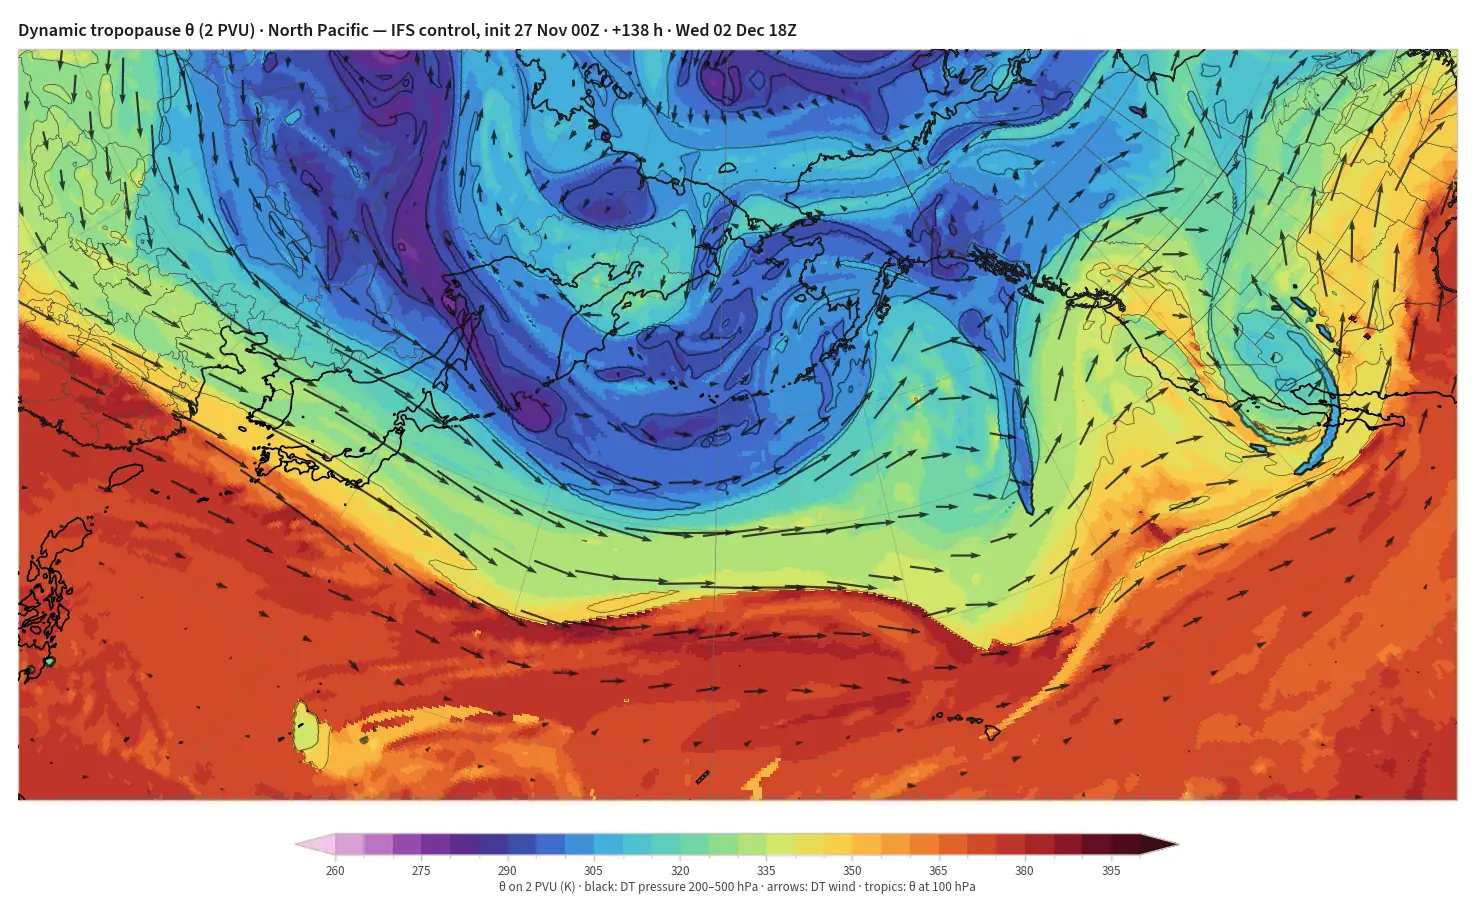 Dynamic tropopause θ (2 PVU) · North Pacific — IFS control, init 27 Nov 00Z · +138 h · Wed 02 Dec 18Z
260 275 290 305 320 335 350 365 380 395
θ on 2 PVU (K) · black: DT pressure 200–500 hPa · arrows: DT wind · tropics: θ at 100 hPa